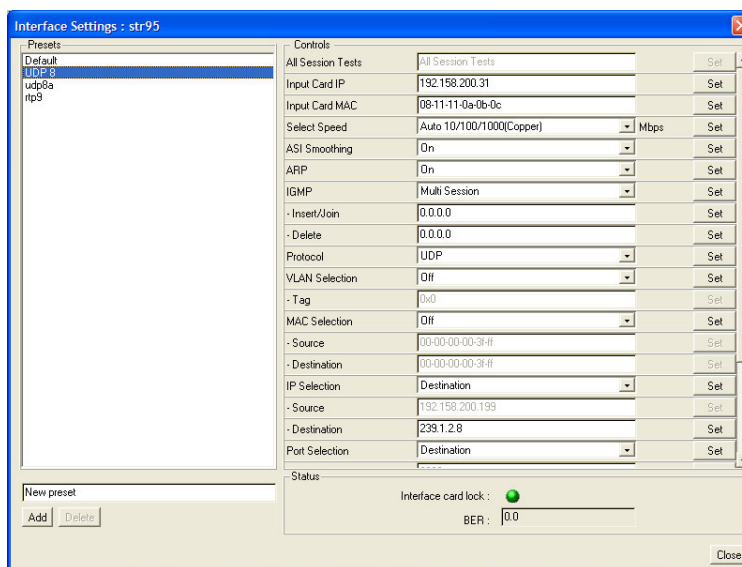 Interface Settings : str95
Presets
Default
UDP 8
udp8a
rtp9
New preset
Add Delete
Controls
All Session Tests All Session Tests Set
Input Card IP 192.158.200.31 Set
Input Card MAC 08-11-11-0a-0b-0c Set
Select Speed Auto 10/100/1000(Copper) Mbps Set
ASI Smoothing On Set
ARP On Set
IGMP Multi Session Set
- Insert/Join 0.0.0.0 Set
- Delete 0.0.0.0 Set
Protocol UDP Set
VLAN Selection Off Set
- Tag 0x0 Set
MAC Selection Off Set
- Source 00-00-00-00-3f-ff Set
- Destination 00-00-00-00-3f-ff Set
IP Selection Destination Set
- Source 192.158.200.199 Set
- Destination 239.1.2.8 Set
Port Selection Destination Set
Status
Interface card lock :
BER : 0.0
Close